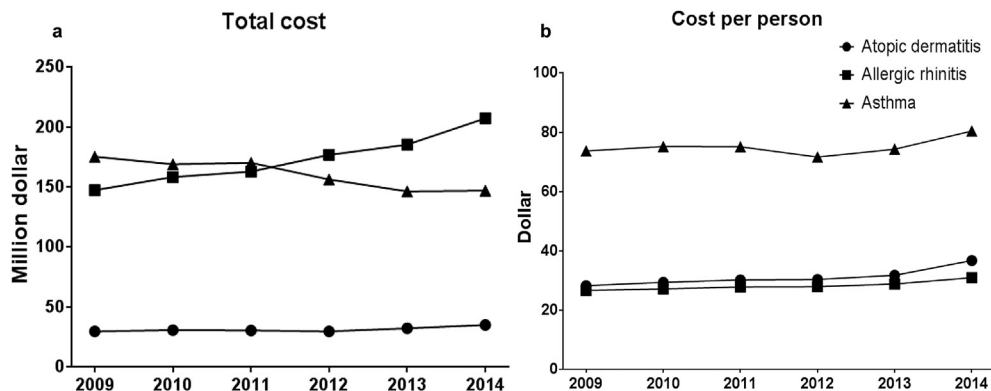 a
Total cost
Million dollar
250
200
150
100
50
0
2009 2010 2011 2012 2013 2014
b
Cost per person
Atopic dermatitis
Allergic rhinitis
Asthma
Dollar
100
80
60
40
20
0
2009 2010 2011 2012 2013 2014